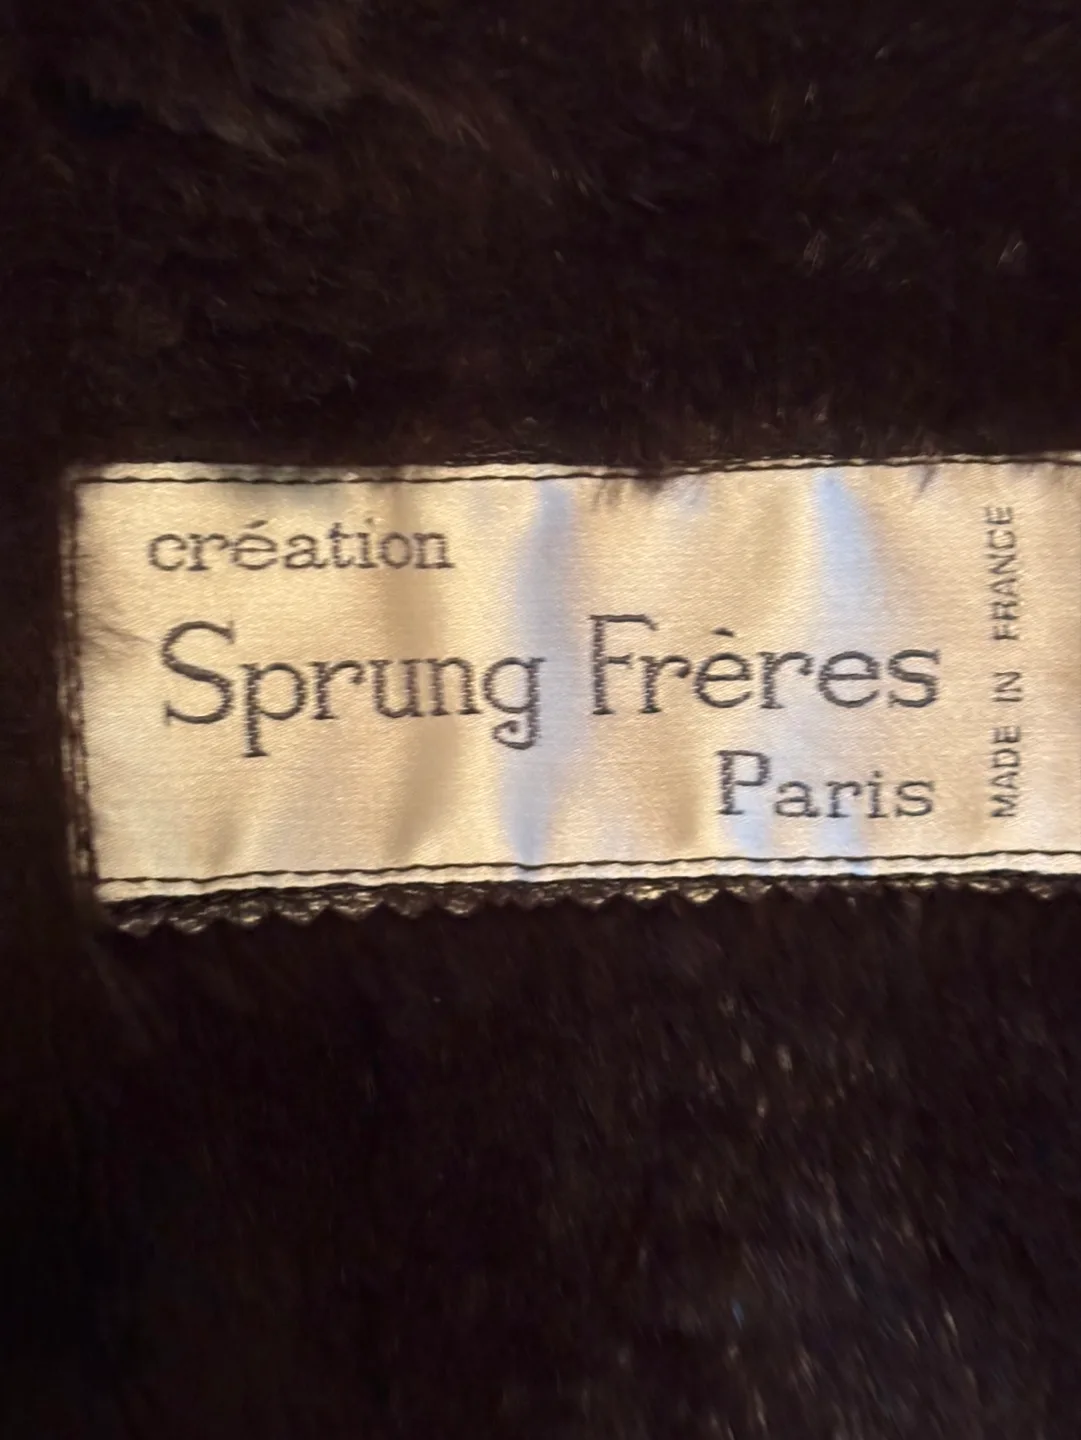 création
Sprung Frères
Paris
MADE IN FRANCE